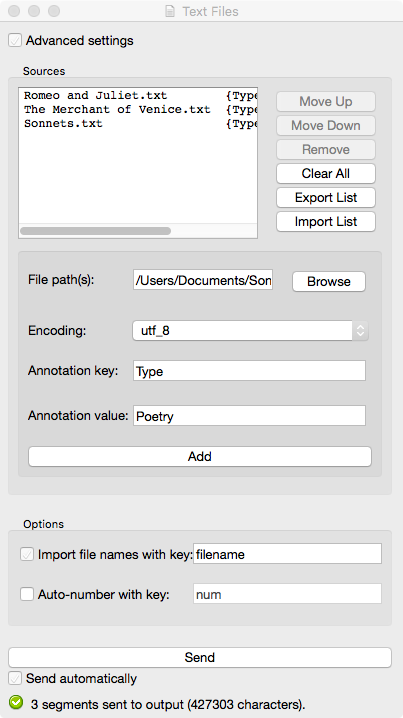 Text Files
Advanced settings
Sources
Romeo and Juliet.txt {Type
The Merchant of Venice.txt {Type
Sonnets.txt {Type
Move Up
Move Down
Remove
Clear All
Export List
Import List
File path(s): /Users/Documents/Son Browse
Encoding: utf_8
Annotation key: Type
Annotation value: Poetry
Add
Options
Import file names with key: filename
Auto-number with key: num
Send
Send automatically
3 segments sent to output (427303 characters).